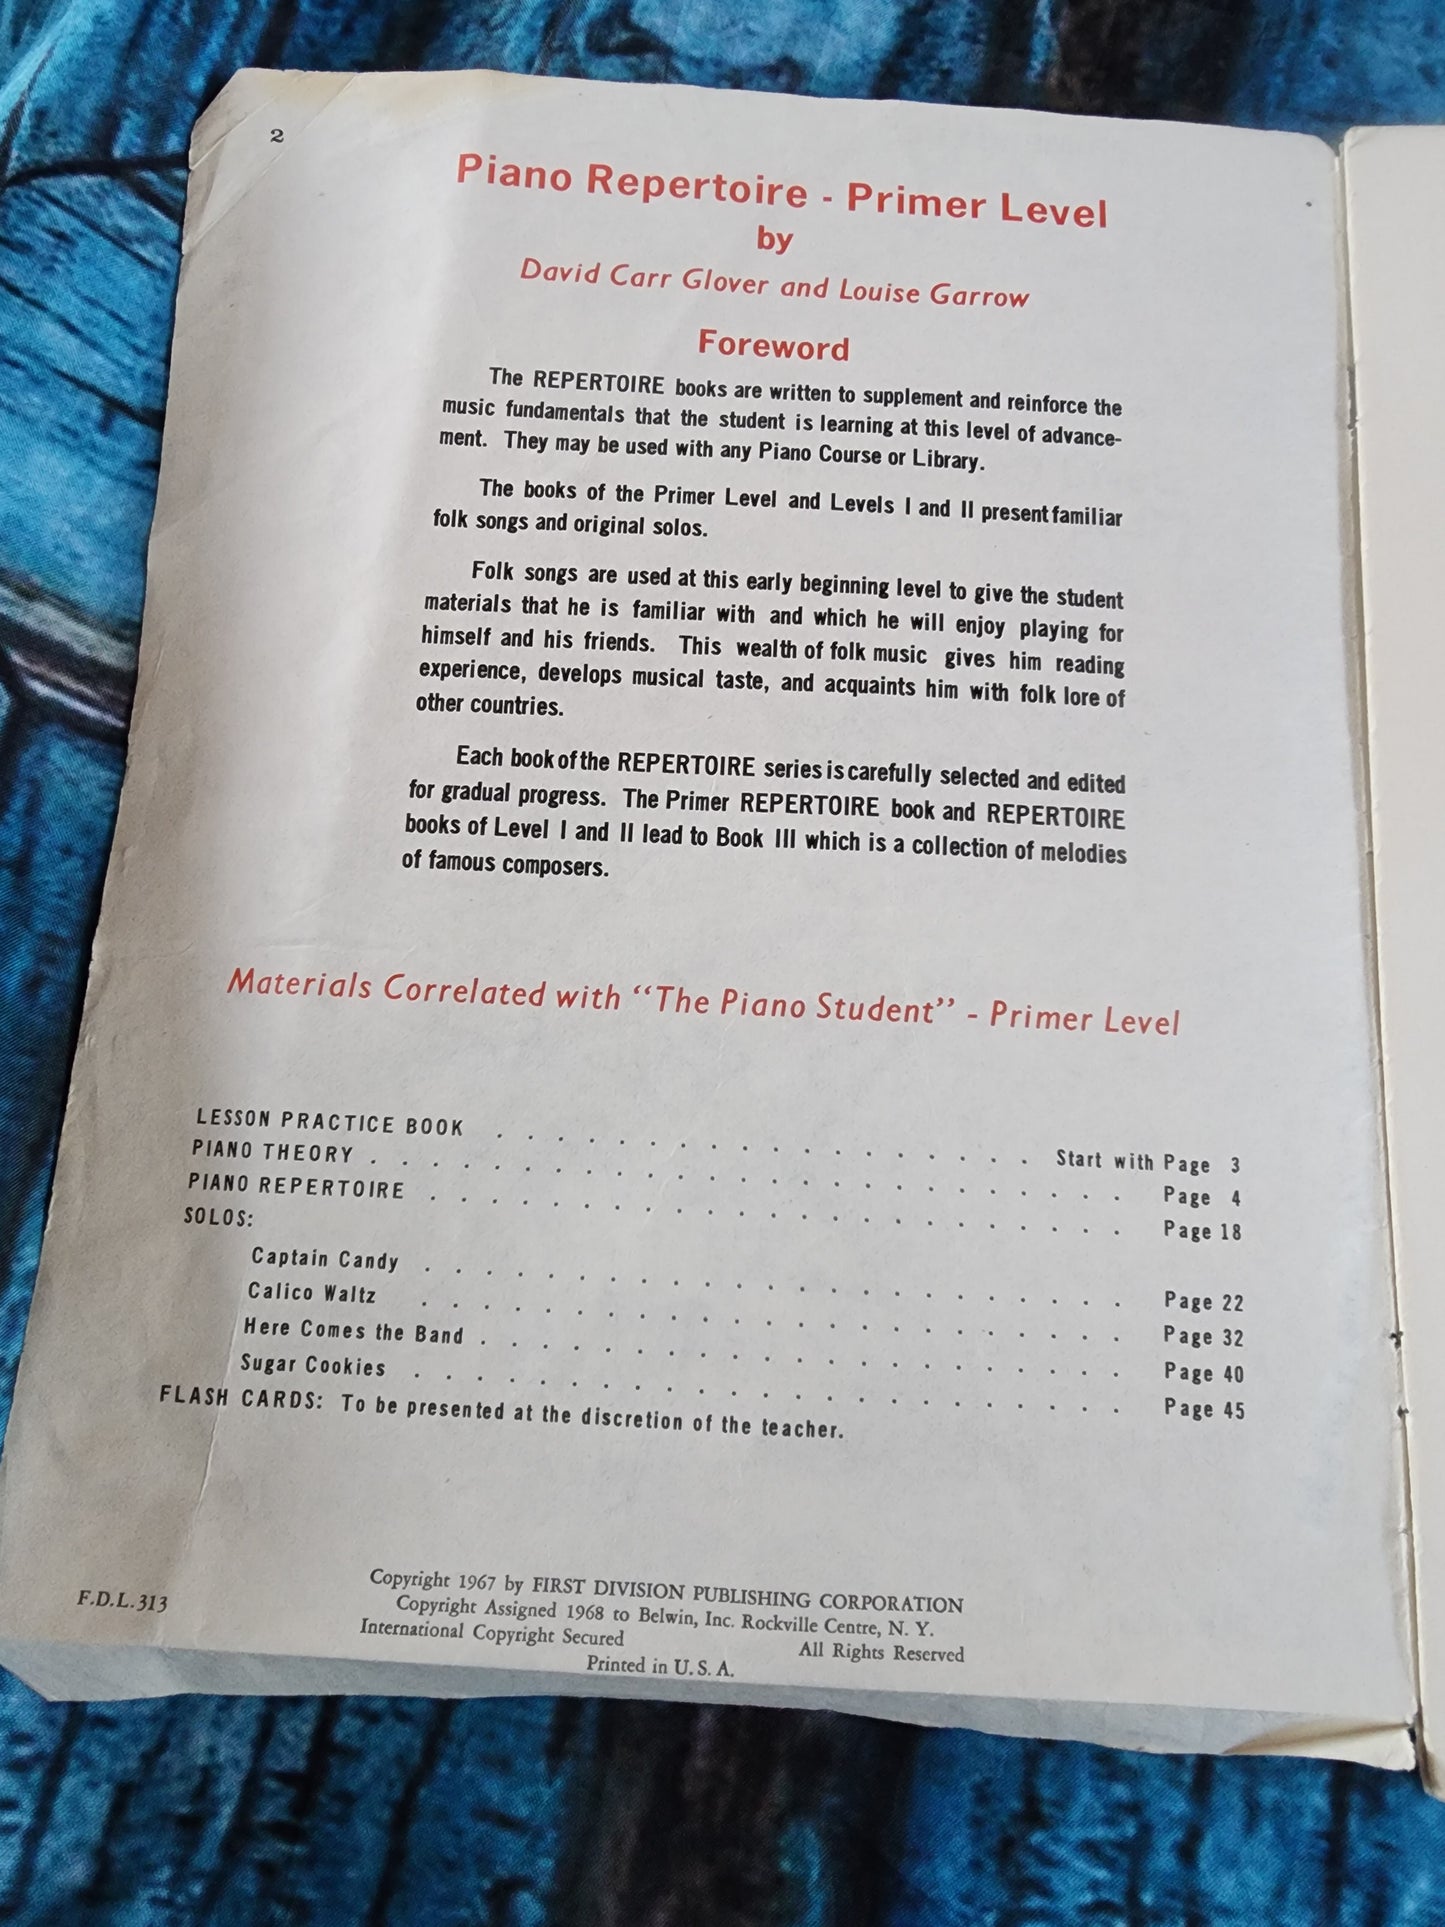 2
Piano Repertoire - Primer Level
by
David Carr Glover and Louise Garrow
Foreword
The REPERTOIRE books are written to supplement and reinforce the
music fundamentals that the student is learning at this level of advance-
ment. They may be used with any Piano Course or Library.
The books of the Primer Level and Levels I and II present familiar
folk songs and original solos.
Folk songs are used at this early beginning level to give the student
materials that he is familiar with and which he will enjoy playing for
himself and his friends. This wealth of folk music gives him reading
experience, develops musical taste, and acquaints him with folk lore of
other countries.
Each book of the REPERTOIRE series is carefully selected and edited
for gradual progress. The Primer REPERTOIRE book and REPERTOIRE
books of Level I and II lead to Book III which is a collection of melodies
of famous composers.
Materials Correlated with "The Piano Student" - Primer Level
LESSON PRACTICE BOOK . . . . . . . . . . . . . . . . . . Start with Page 3
PIANO THEORY . . . . . . . . . . . . . . . . . . . . . . . . . Page 4
PIANO REPERTOIRE . . . . . . . . . . . . . . . . . . . . . . . Page 18
SOLOS:
Captain Candy . . . . . . . . . . . . . . . . . . . . . . . Page 22
Calico Waltz . . . . . . . . . . . . . . . . . . . . . . . Page 32
Here Comes the Band . . . . . . . . . . . . . . . . . . . . . Page 40
Sugar Cookies . . . . . . . . . . . . . . . . . . . . . . . Page 45
FLASH CARDS: To be presented at the discretion of the teacher.
Copyright 1967 by FIRST DIVISION PUBLISHING CORPORATION
F.D.L.313 Copyright Assigned 1968 to Belwin, Inc. Rockville Centre, N. Y.
International Copyright Secured All Rights Reserved
Printed in U. S. A.